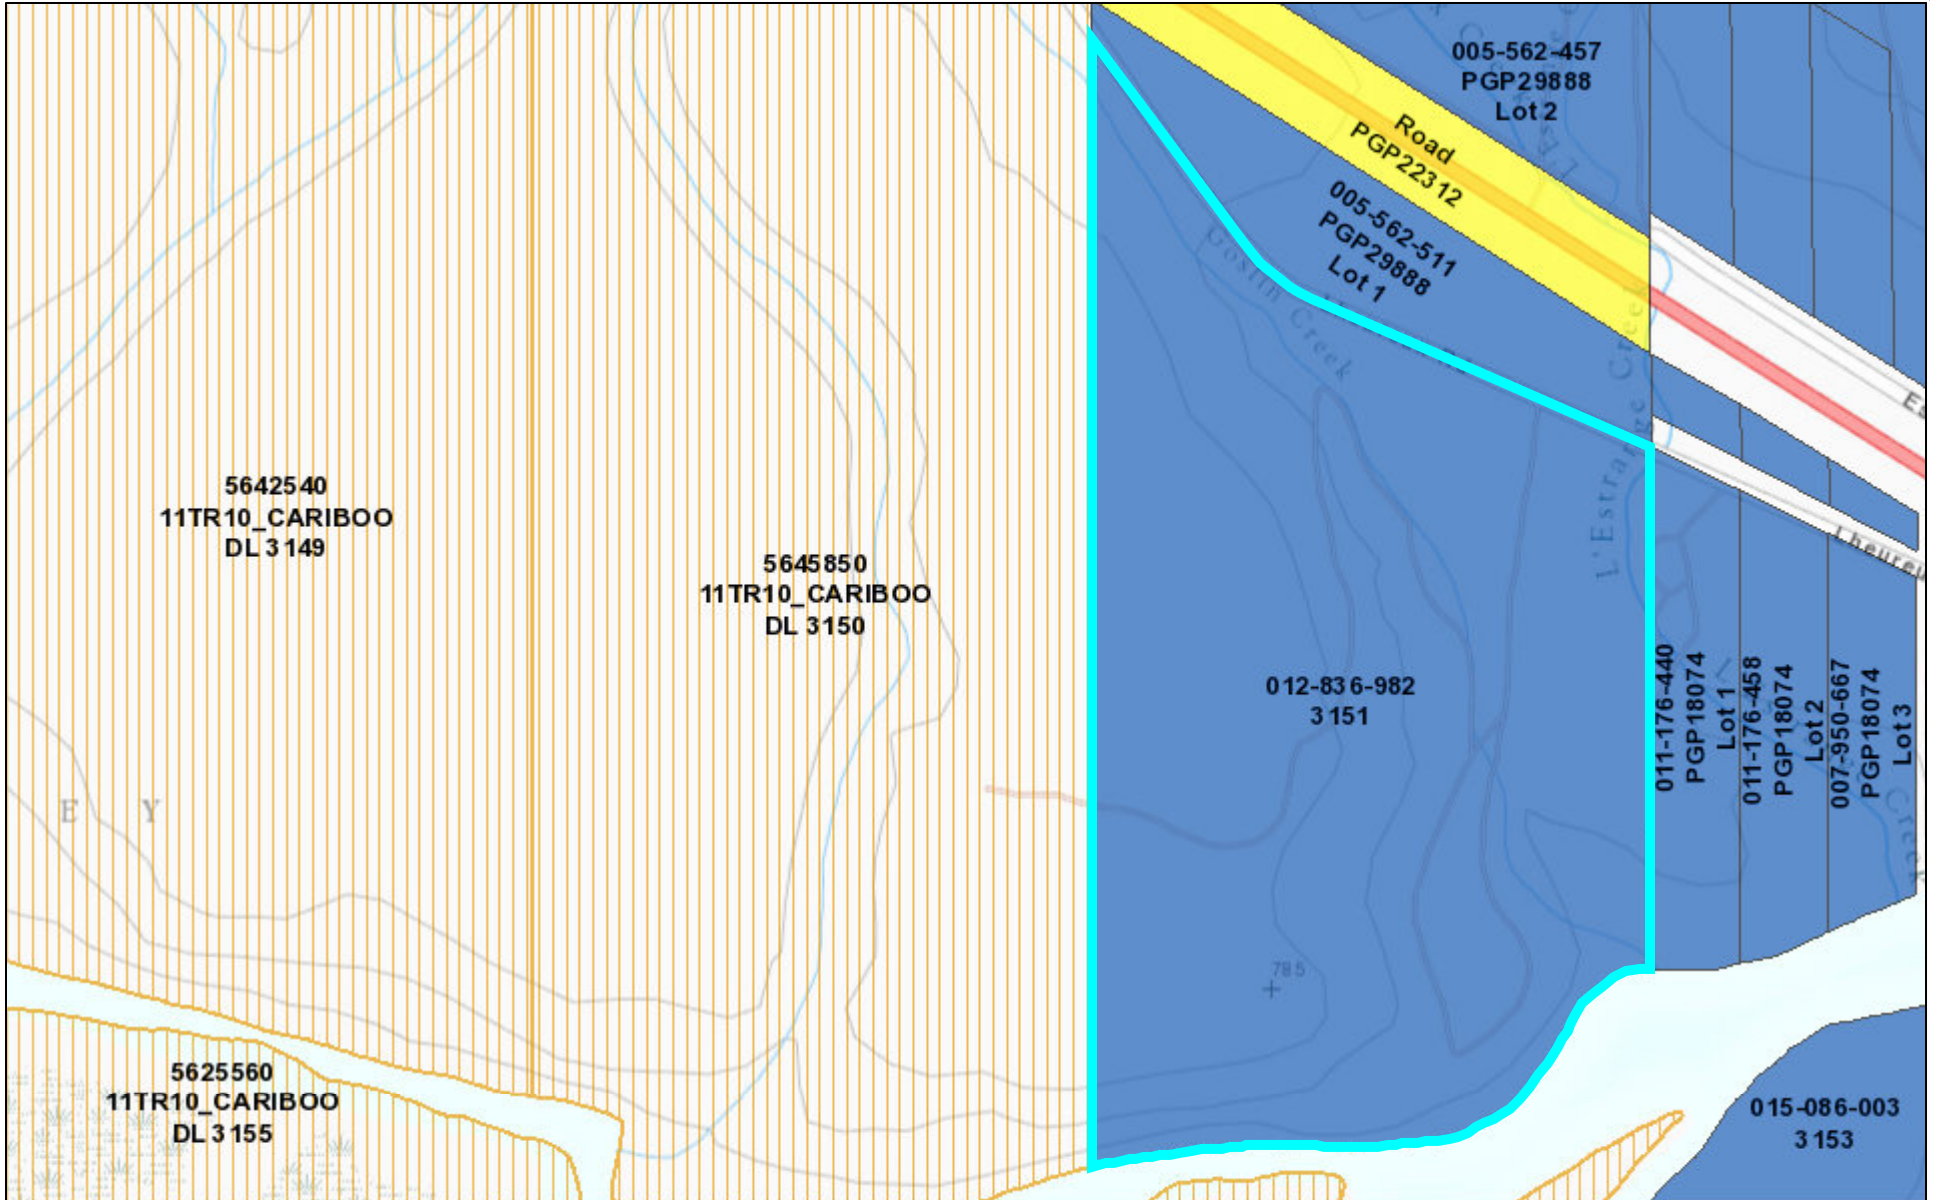 005-562-457
PGP29888
Lot 2
Road
PGP22312
005-562-511
PGP29888
Lot 1
Gostin Creek
L'Estrange Creek
Es
Lheureu
5642540
11TR10_CARIBOO
DL 3149
5645850
11TR10_CARIBOO
DL 3150
012-836-982
3151
011-176-440
PGP18074
Lot 1
011-176-458
PGP18074
Lot 2
007-950-667
PGP18074
Lot 3
Creek
E Y
785
5625560
11TR10_CARIBOO
DL 3155
015-086-003
3153